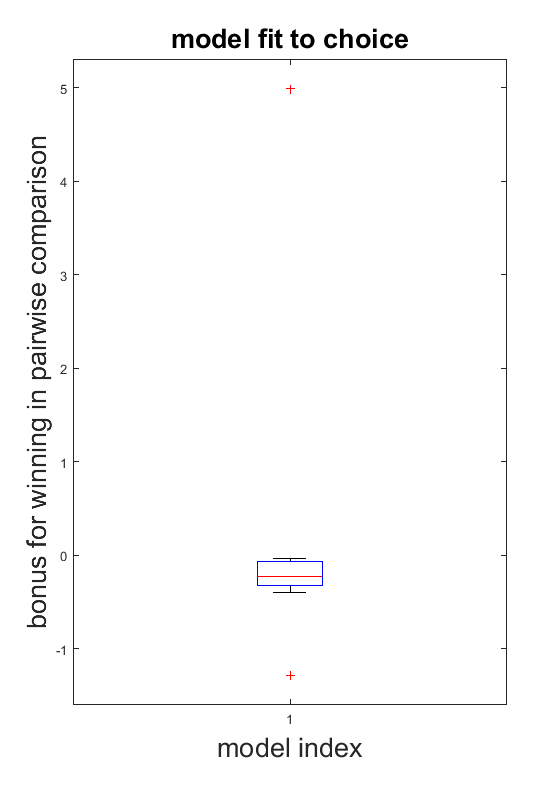 model fit to choice
bonus for winning in pairwise comparison
5
4
3
2
1
0
-1
1
model index